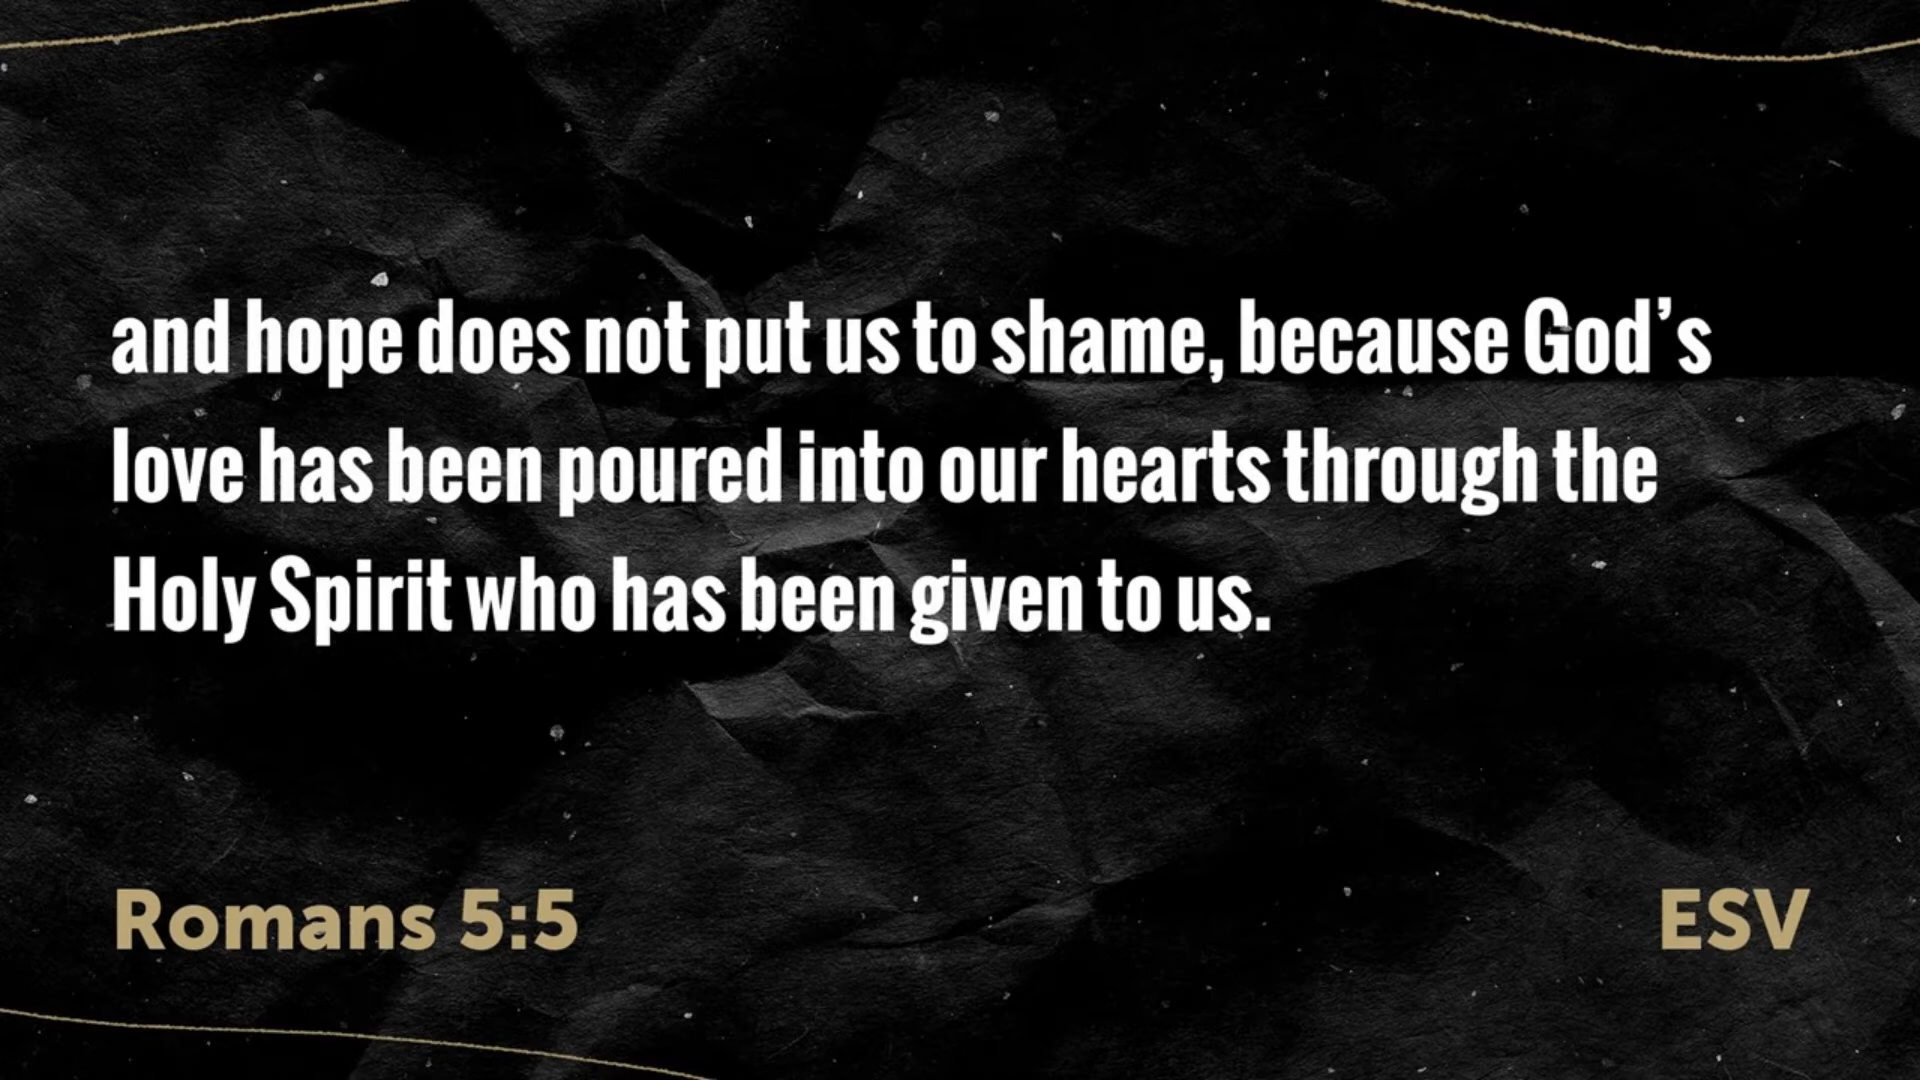 and hope does not put us to shame, because God’s
love has been poured into our hearts through the
Holy Spirit who has been given to us.
Romans 5:5
ESV